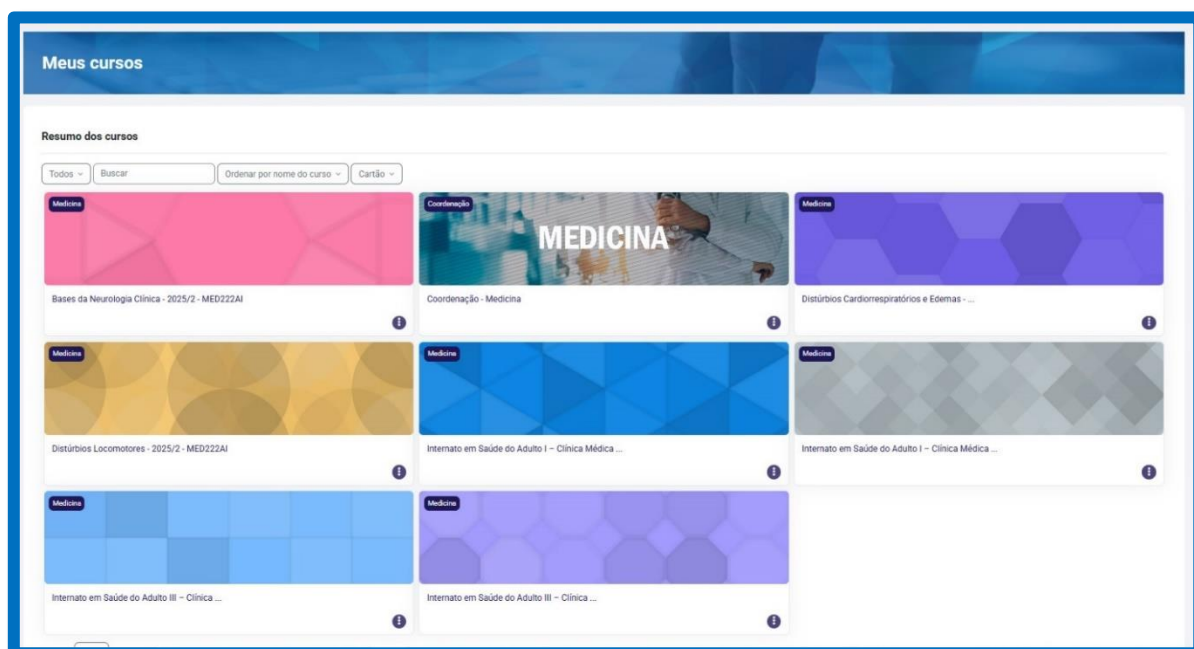 Meus cursos
Resumo dos cursos
Todos Buscar Ordenar por nome do curso Cartão
Medicina
Bases da Neurologia Clínica - 2025/2 - MED222AI
Coordenação
MEDICINA
Coordenação - Medicina
Medicina
Distúrbios Cardiorrespiratórios e Edemas - ...
Medicina
Distúrbios Locomotores - 2025/2 - MED222AI
Medicina
Internato em Saúde do Adulto I – Clínica Médica ...
Medicina
Internato em Saúde do Adulto I – Clínica Médica ...
Medicina
Internato em Saúde do Adulto III – Clínica ...
Medicina
Internato em Saúde do Adulto III – Clínica ...